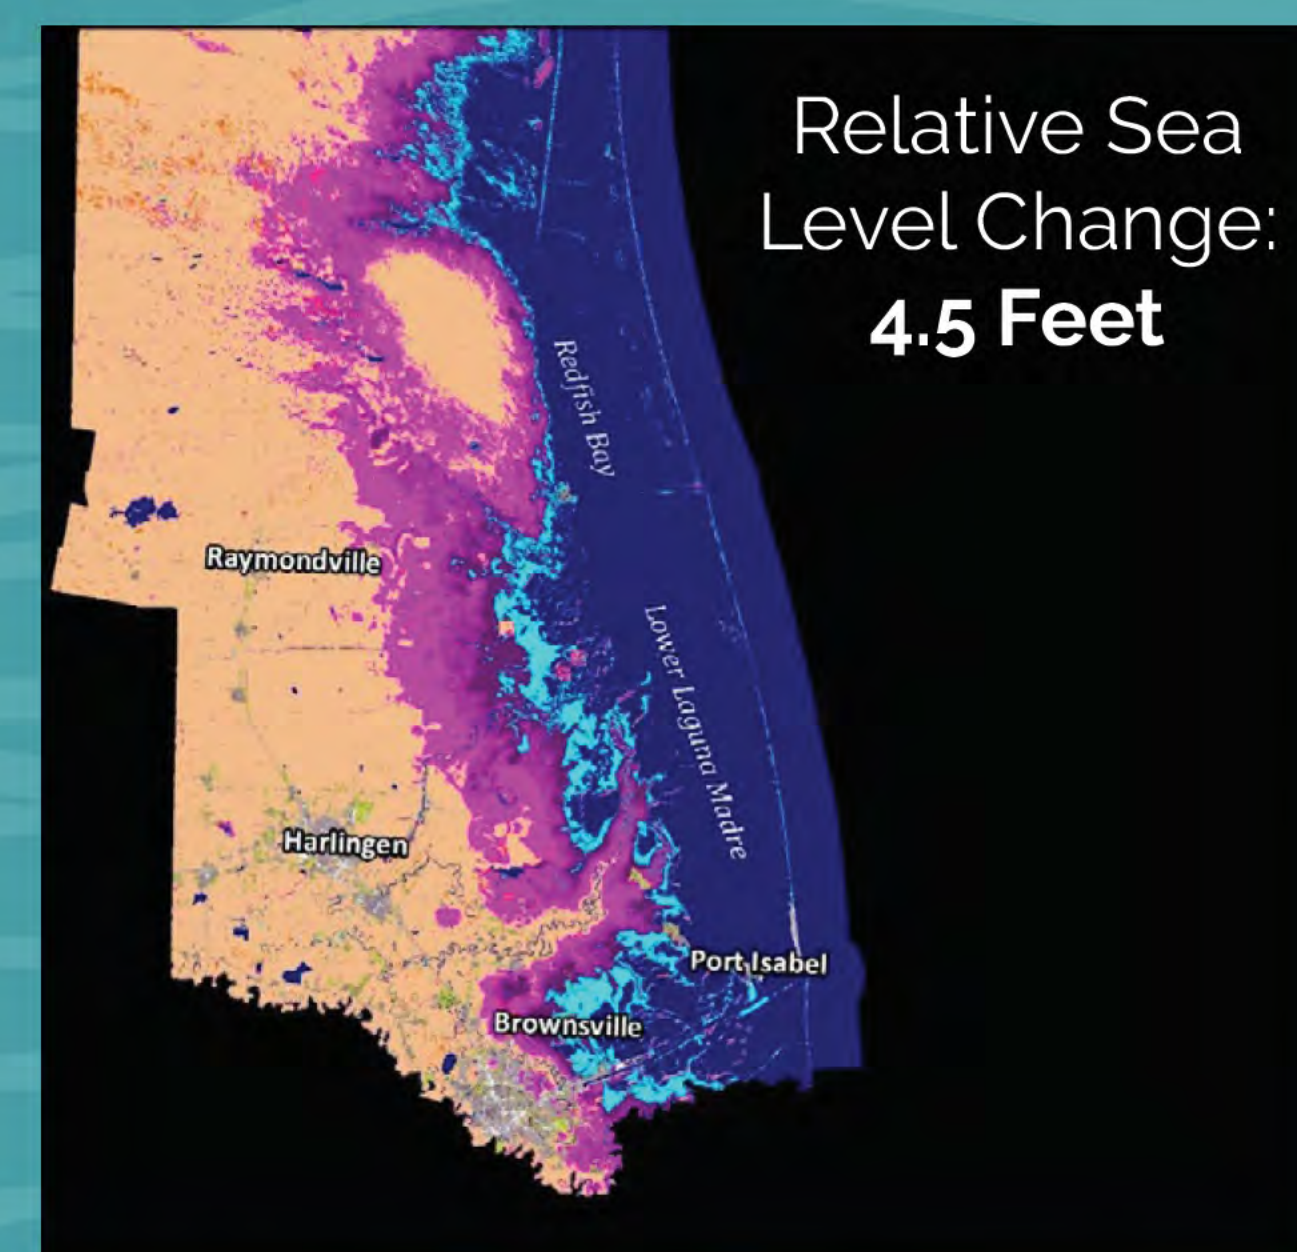 Relative Sea
Level Change:
4.5 Feet
Redfish Bay
Raymondville
Lower Laguna Madre
Harlingen
Port Isabel
Brownsville